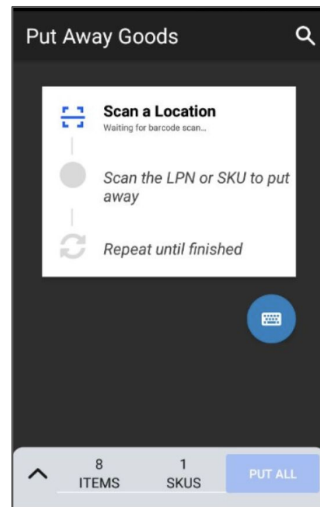 Put Away Goods
Scan a Location
Waiting for barcode scan...
Scan the LPN or SKU to put
away
Repeat until finished
8 1
ITEMS SKUS PUT ALL